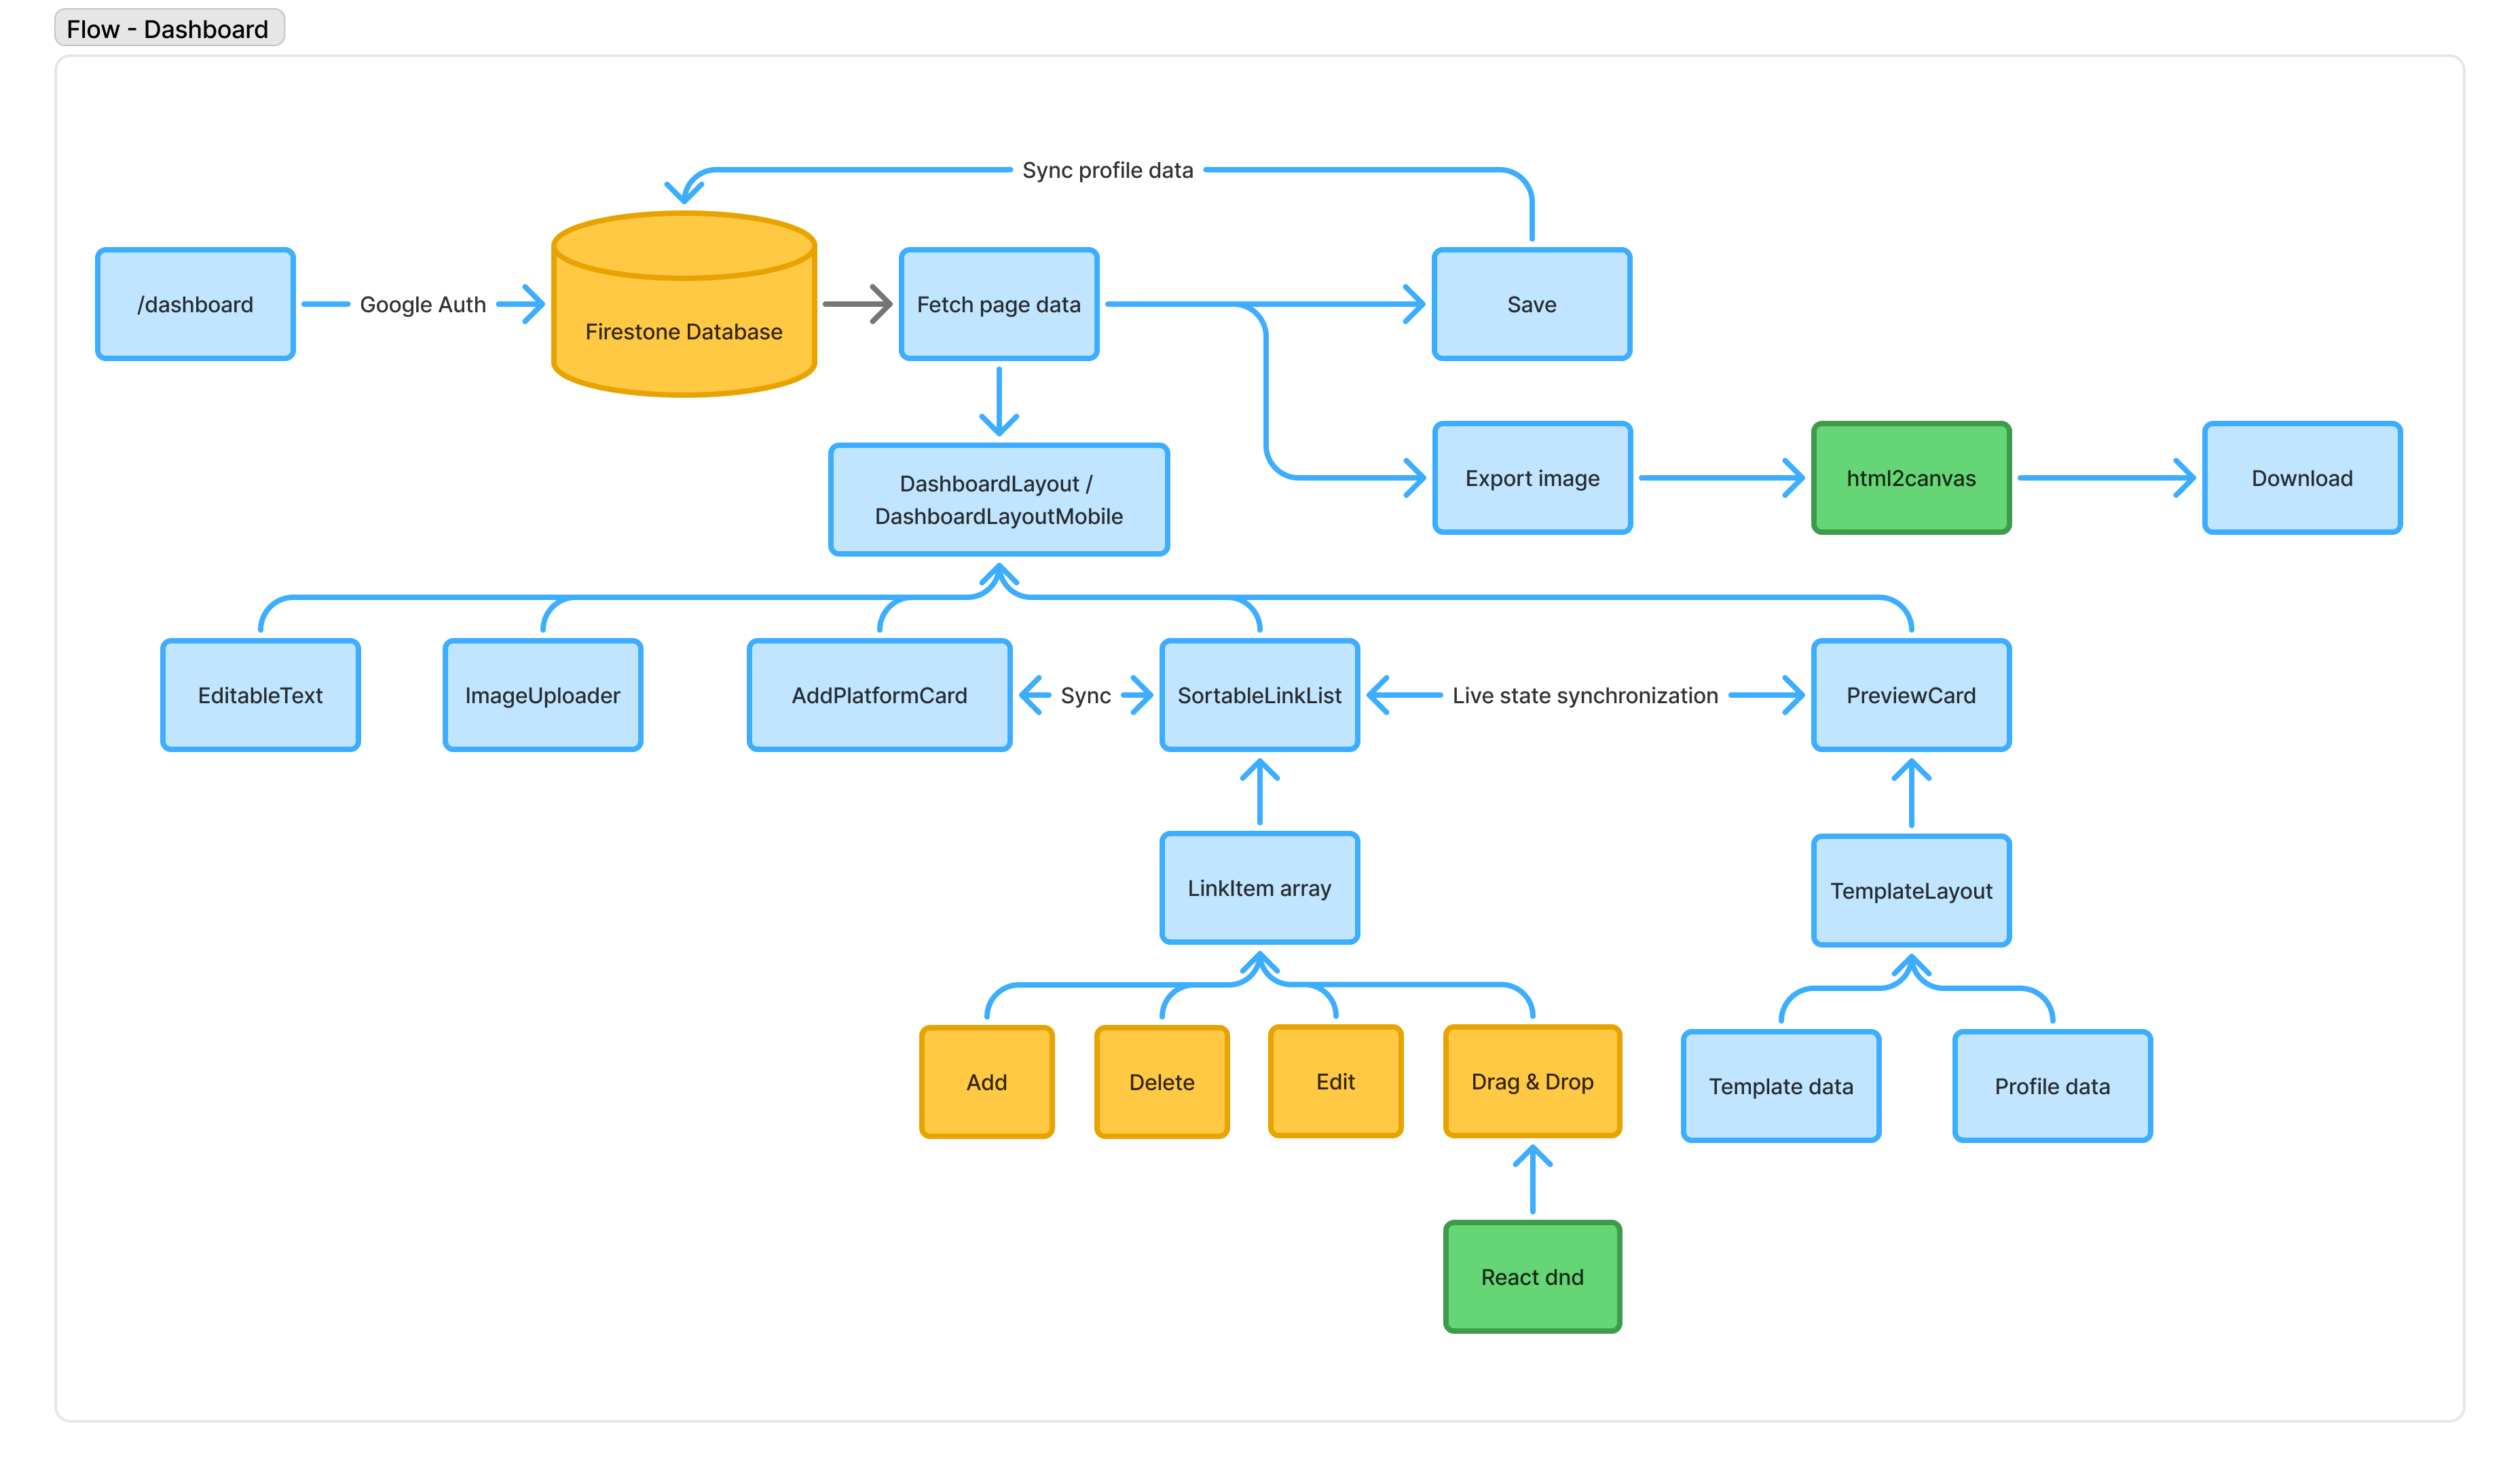 Flow - Dashboard
Sync profile data
/dashboard
Google Auth
Firestone Database
Fetch page data
Save
DashboardLayout /
DashboardLayoutMobile
Export image
html2canvas
Download
EditableText
ImageUploader
AddPlatformCard
Sync
SortableLinkList
Live state synchronization
PreviewCard
LinkItem array
TemplateLayout
Add
Delete
Edit
Drag & Drop
Template data
Profile data
React dnd